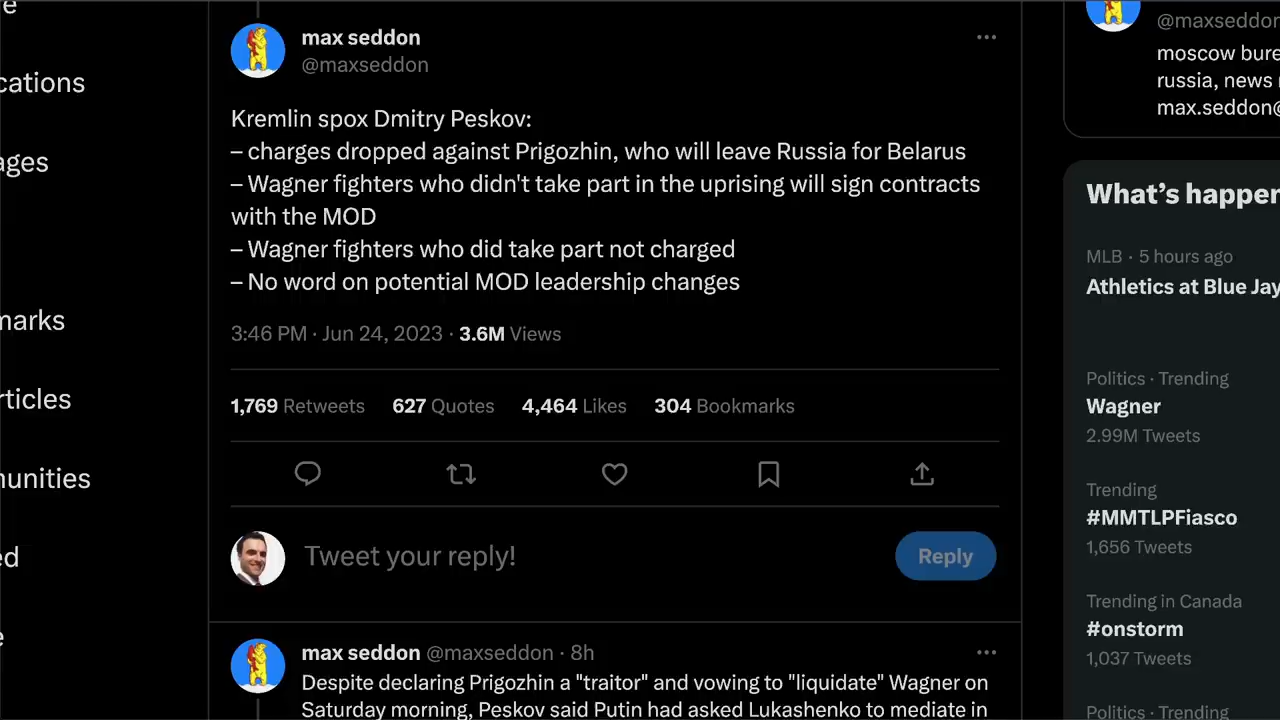 e
cations
ages
marks
rticles
nunities
ed
e
max seddon
@maxseddon
Kremlin spox Dmitry Peskov:
– charges dropped against Prigozhin, who will leave Russia for Belarus
– Wagner fighters who didn't take part in the uprising will sign contracts
with the MOD
– Wagner fighters who did take part not charged
– No word on potential MOD leadership changes
3:46 PM · Jun 24, 2023 · 3.6M Views
1,769 Retweets 627 Quotes 4,464 Likes 304 Bookmarks
Tweet your reply!
Reply
max seddon @maxseddon · 8h
Despite declaring Prigozhin a "traitor" and vowing to "liquidate" Wagner on
Saturday morning, Peskov said Putin had asked Lukashenko to mediate in
@maxseddon
moscow bure
russia, news
max.seddon@
What's happen
MLB · 5 hours ago
Athletics at Blue Jay
Politics · Trending
Wagner
2.99M Tweets
Trending
#MMTLPFiasco
1,656 Tweets
Trending in Canada
#onstorm
1,037 Tweets
Politics · Trending